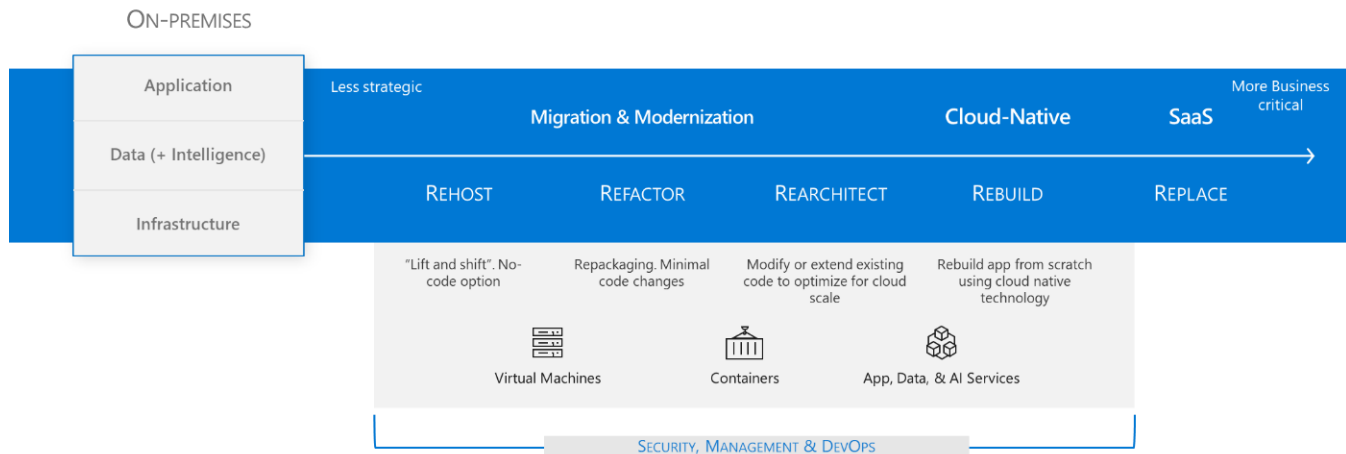 ON-PREMISES
Application
Data (+ Intelligence)
Infrastructure
Less strategic
More Business
critical
Migration & Modernization
Cloud-Native
SaaS
REHOST
REFACTOR
REARCHITECT
REBUILD
REPLACE
"Lift and shift". No-
code option
Repackaging. Minimal
code changes
Modify or extend existing
code to optimize for cloud
scale
Rebuild app from scratch
using cloud native
technology
Virtual Machines
Containers
App, Data, & AI Services
SECURITY, MANAGEMENT & DEVOPS